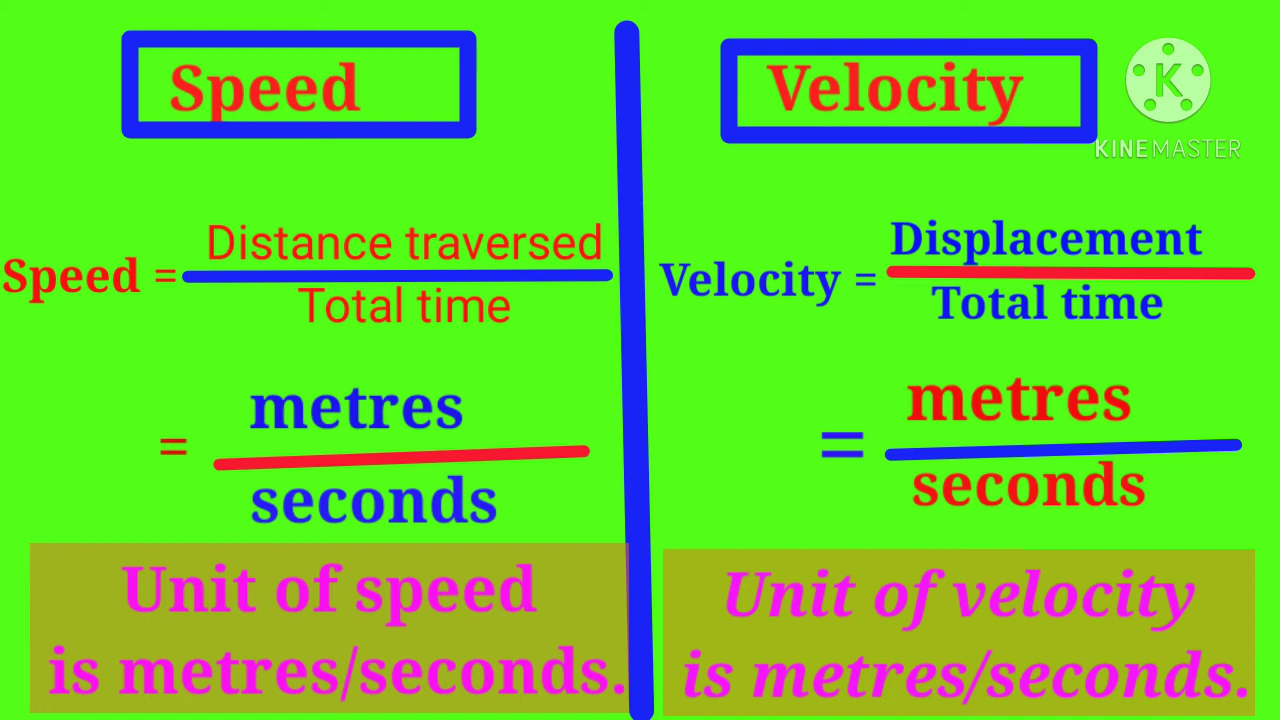 Speed
Speed = Distance traversed
Total time
= metres
seconds
Unit of speed
is metres/seconds.
Velocity
K
KINEMASTER
Velocity = Displacement
Total time
= metres
seconds
Unit of velocity
is metres/seconds.